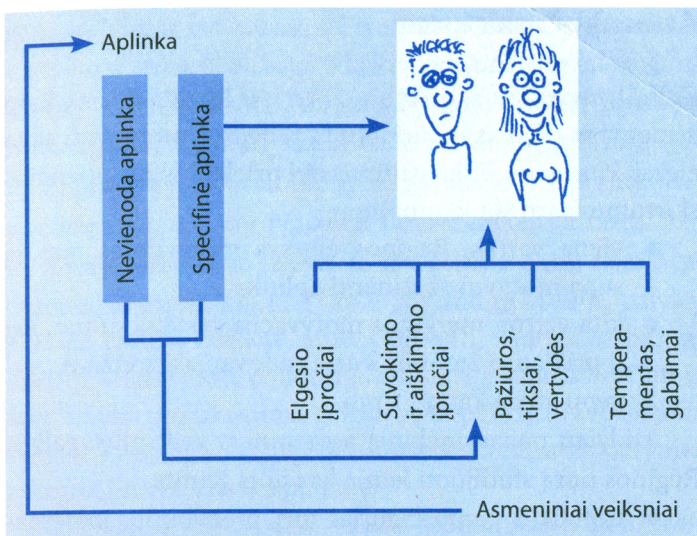 Aplinka
Nevienoda aplinka
Specifinė aplinka
Elgesio
įpročiai
Suvokimo
ir aiškinimo
įpročiai
Pažiūros,
tikslai,
vertybės
Tempera-
mentas,
gabumai
Asmeniniai veiksniai